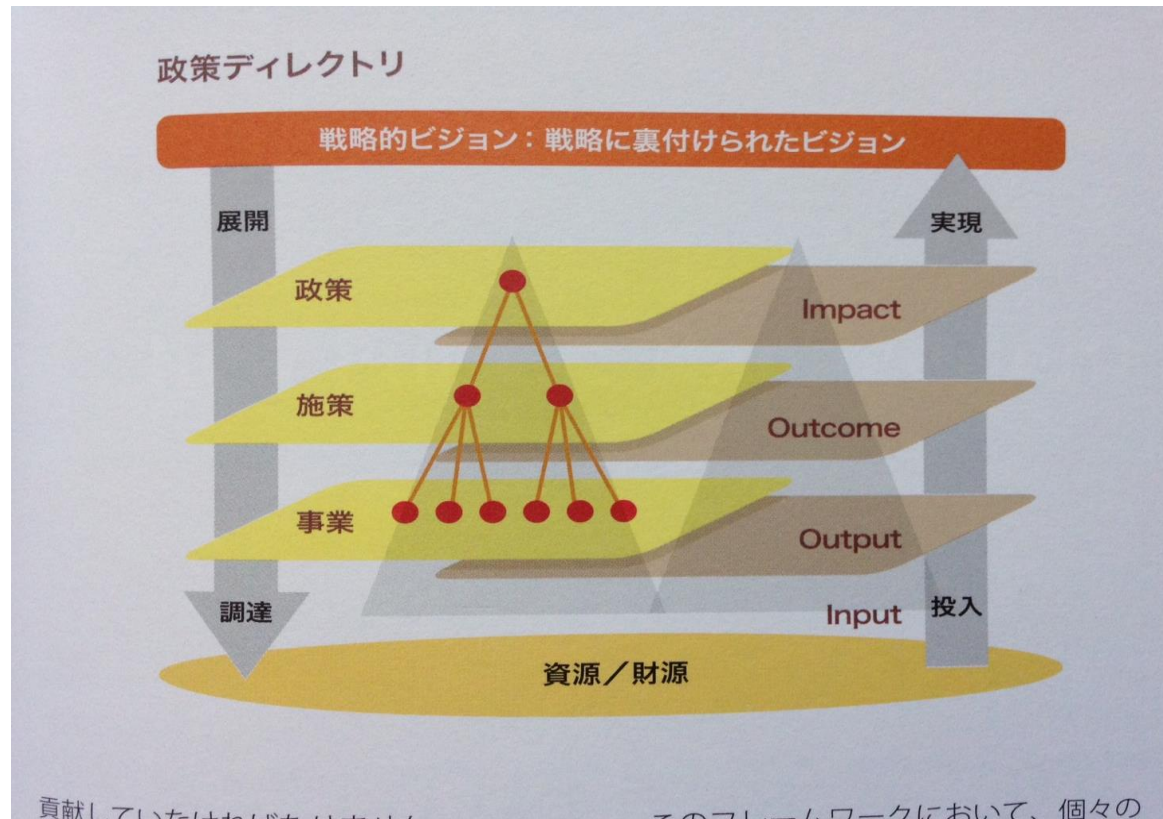 政策ディレクトリ
戦略的ビジョン：戦略に裏付けられたビジョン
展開
実現
政策
Impact
施策
Outcome
事業
Output
調達
Input
投入
資源／財源
このフレームワークにおいて、個々の